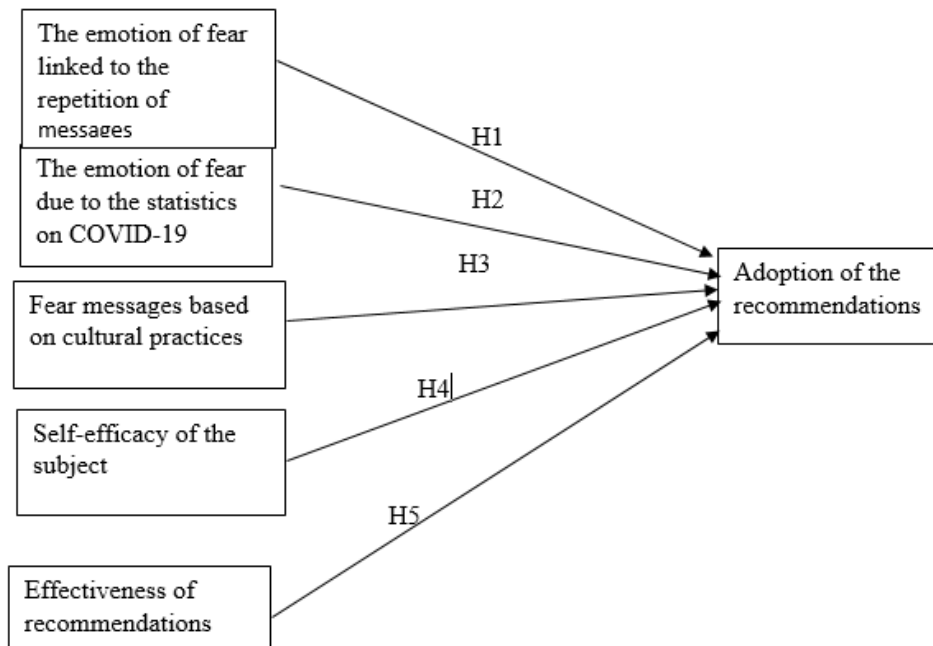 The emotion of fear
linked to the
repetition of
messages
H1
The emotion of fear
due to the statistics
on COVID-19
H2
H3
Adoption of the
recommendations
Fear messages based
on cultural practices
H4
Self-efficacy of the
subject
H5
Effectiveness of
recommendations